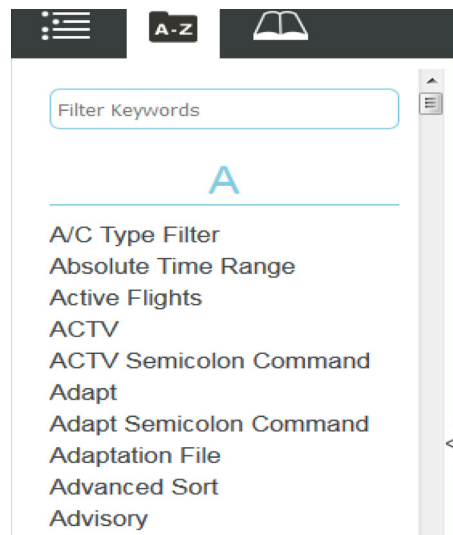 A-Z
Filter Keywords
A
A/C Type Filter
Absolute Time Range
Active Flights
ACTV
ACTV Semicolon Command
Adapt
Adapt Semicolon Command
Adaptation File
Advanced Sort
Advisory